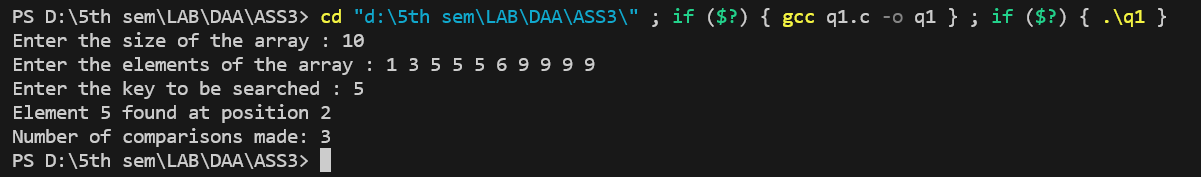 PS D:\5th sem\LAB\DAA\ASS3> cd "d:\5th sem\LAB\DAA\ASS3\" ; if ($?) { gcc q1.c -o q1 } ; if ($?) { .\q1 }
Enter the size of the array : 10
Enter the elements of the array : 1 3 5 5 5 6 9 9 9 9
Enter the key to be searched : 5
Element 5 found at position 2
Number of comparisons made: 3
PS D:\5th sem\LAB\DAA\ASS3>